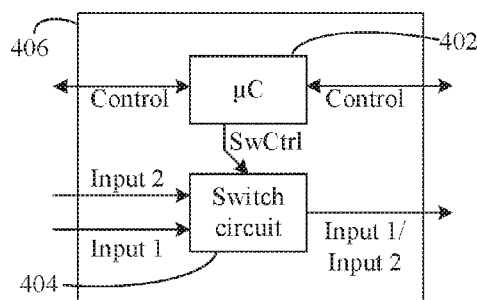 406
402
Control
µC
Control
SwCtrl
Input 2
Switch
circuit
Input 1
Input 1/
Input 2
404